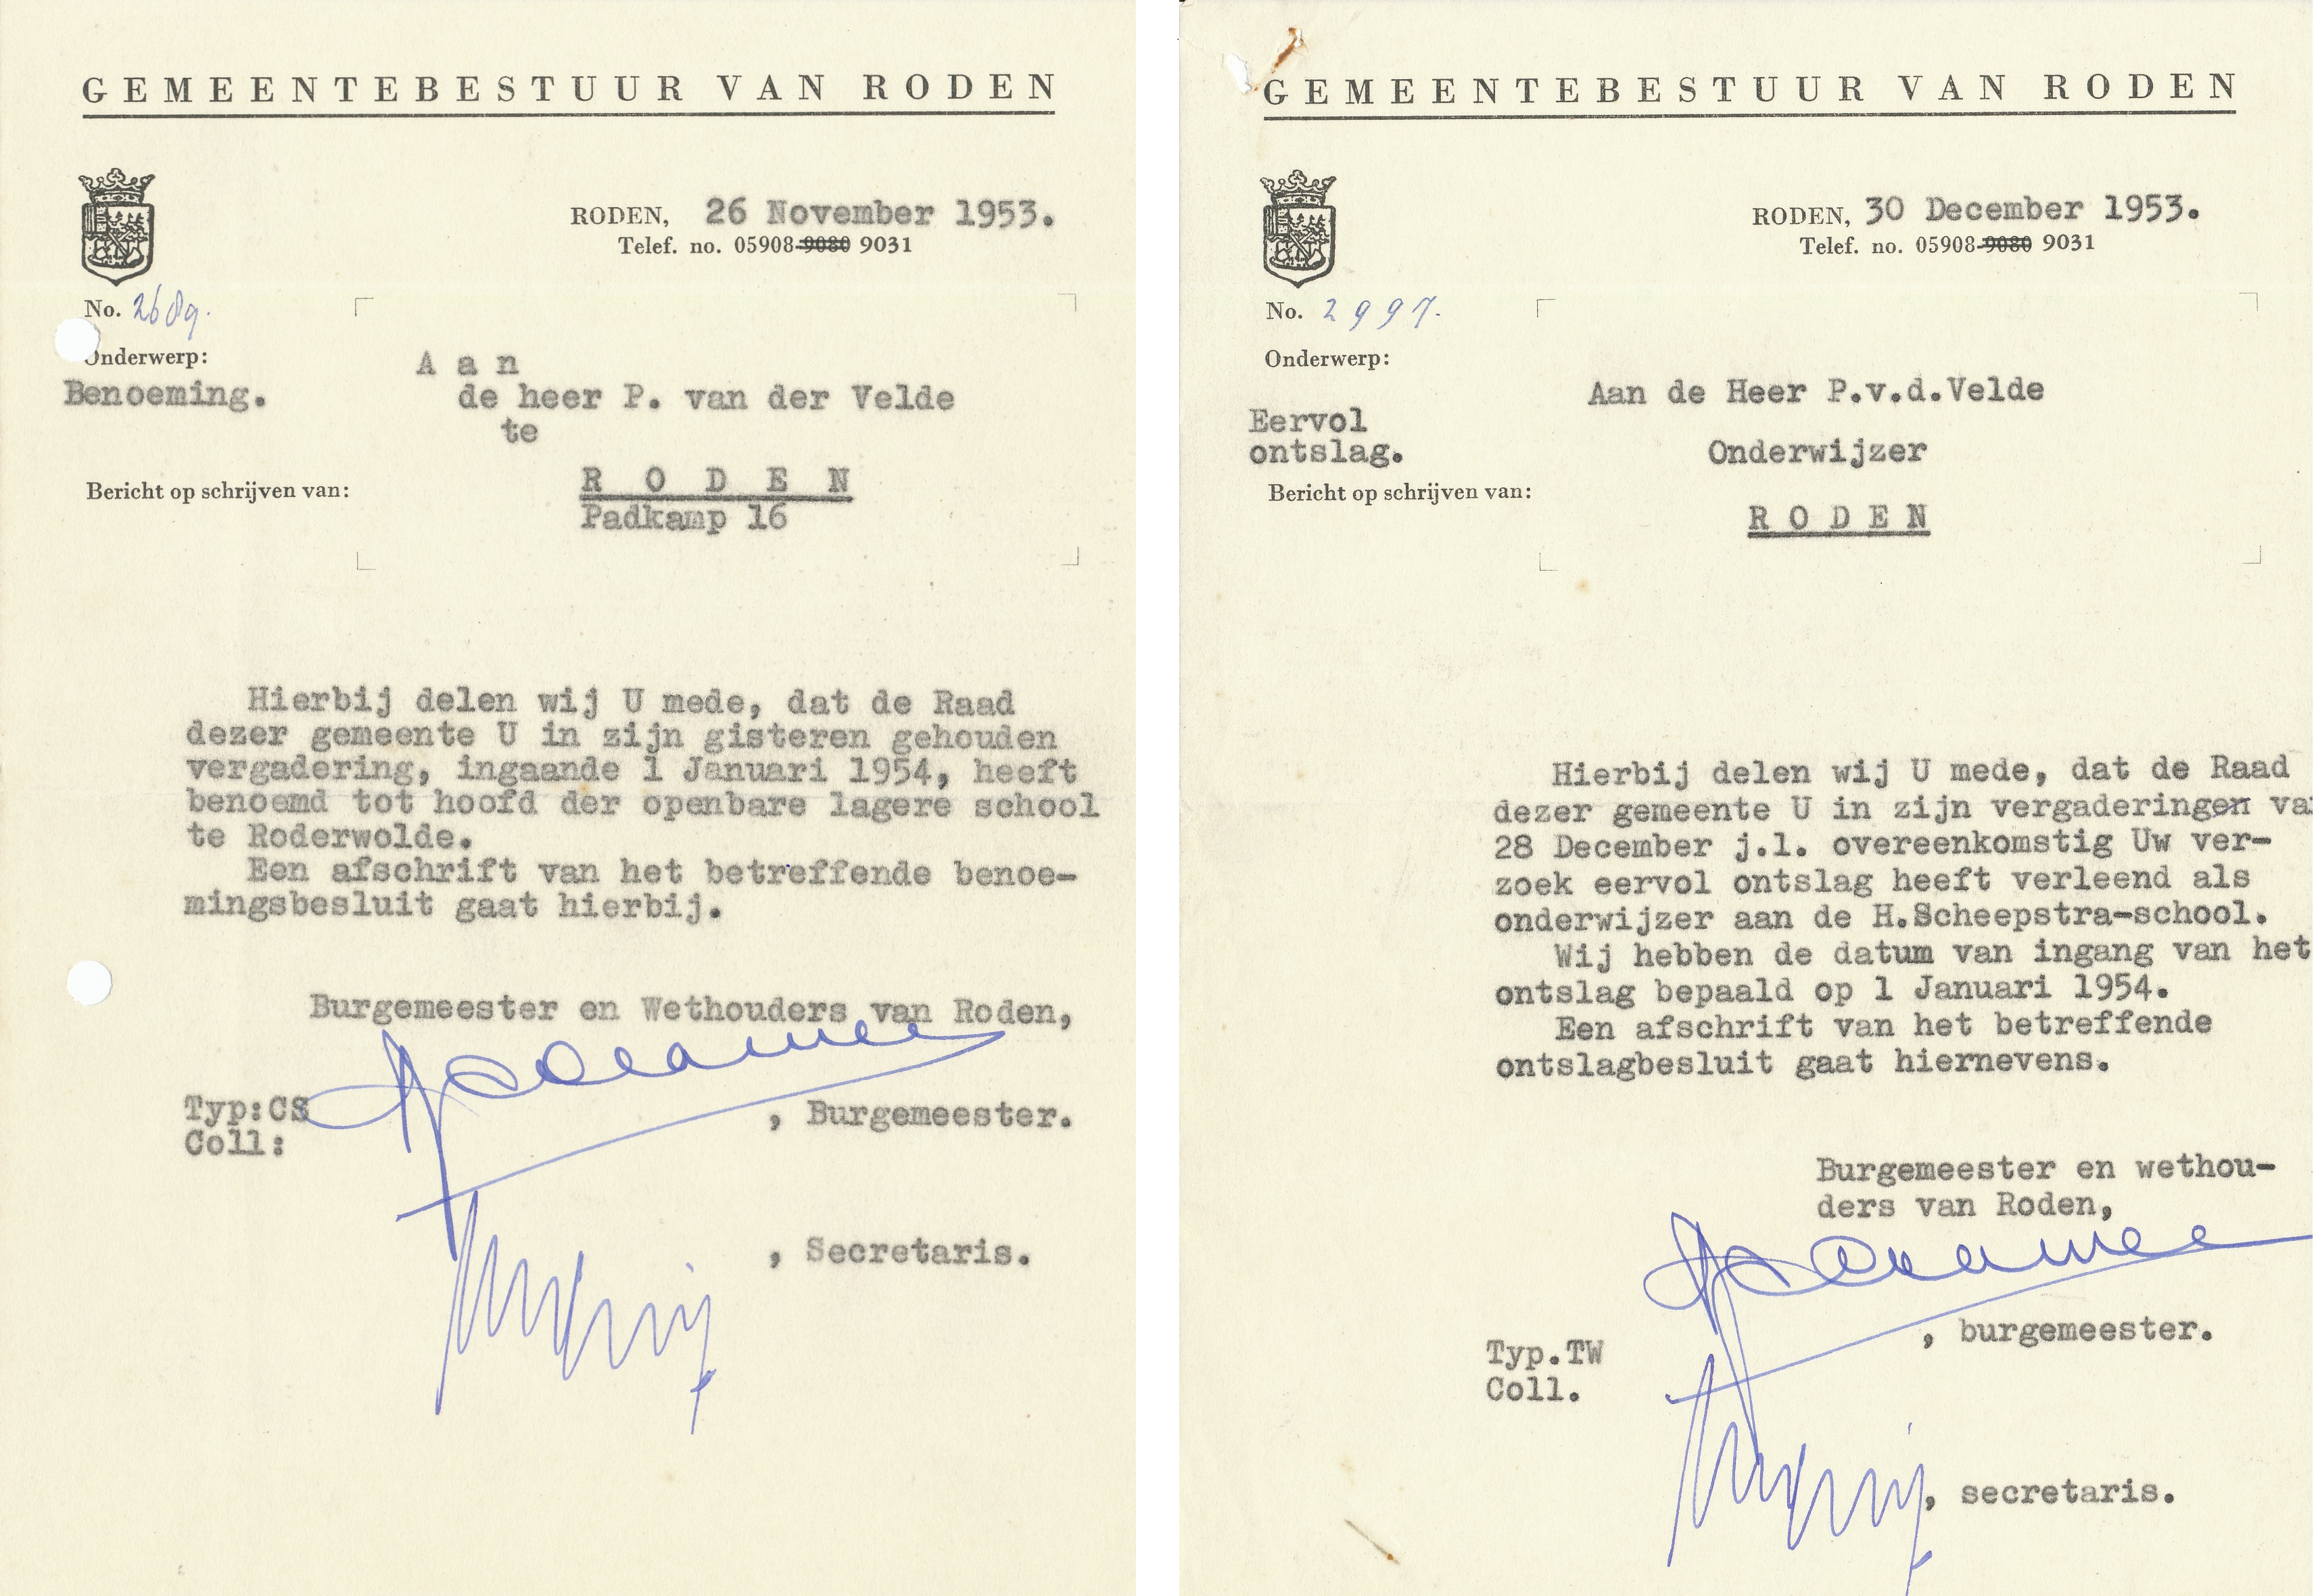 GEMEENTEBESTUUR VAN RODEN
RODEN, 26 November 1953.
Telef. no. 05908-9080 9031
No. 2689.
Onderwerp:
Benoeming.
Aan
de heer P. van der Velde
te
RODEN
Padkamp 16
Bericht op schrijven van:
Hierbij delen wij U mede, dat de Raad
dezer gemeente U in zijn gisteren gehouden
vergadering, ingaande 1 Januari 1954, heeft
benoemd tot hoofd der openbare lagere school
te Roderwolde.
Een afschrift van het betreffende benoe-
mingsbesluit gaat hierbij.
Burgemeester en Wethouders van Roden,
Typ:CS
, Burgemeester.
Coll:
, Secretaris.
GEMEENTEBESTUUR VAN RODEN
RODEN, 30 December 1953.
Telef. no. 05908-9080 9031
No. 2997.
Onderwerp:
Eervol
ontslag.
Aan de Heer P.v.d.Velde
Onderwijzer
Bericht op schrijven van:
RODEN
Hierbij delen wij U mede, dat de Raad
dezer gemeente U in zijn vergaderingen va
28 December j.l. overeenkomstig Uw ver-
zoek eervol ontslag heeft verleend als
onderwijzer aan de H.Scheepstra-school.
Wij hebben de datum van ingang van het
ontslag bepaald op 1 Januari 1954.
Een afschrift van het betreffende
ontslagbesluit gaat hiernevens.
Burgemeester en wethou-
ders van Roden,
, burgemeester.
Typ.TW
Coll.
, secretaris.